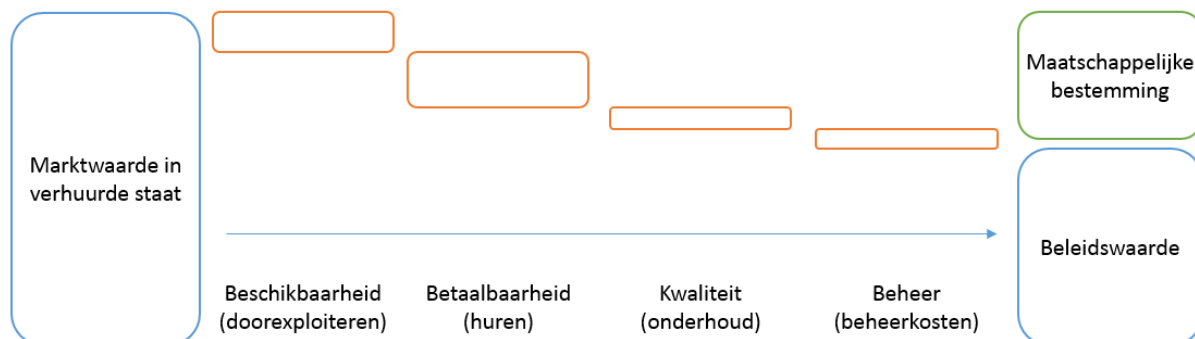 Marktwaarde in
verhuurde staat
Beschikbaarheid
(doorexploiteren)
Betaalbaarheid
(huren)
Kwaliteit
(onderhoud)
Beheer
(beheerkosten)
Maatschappelijke
bestemming
Beleidswaarde